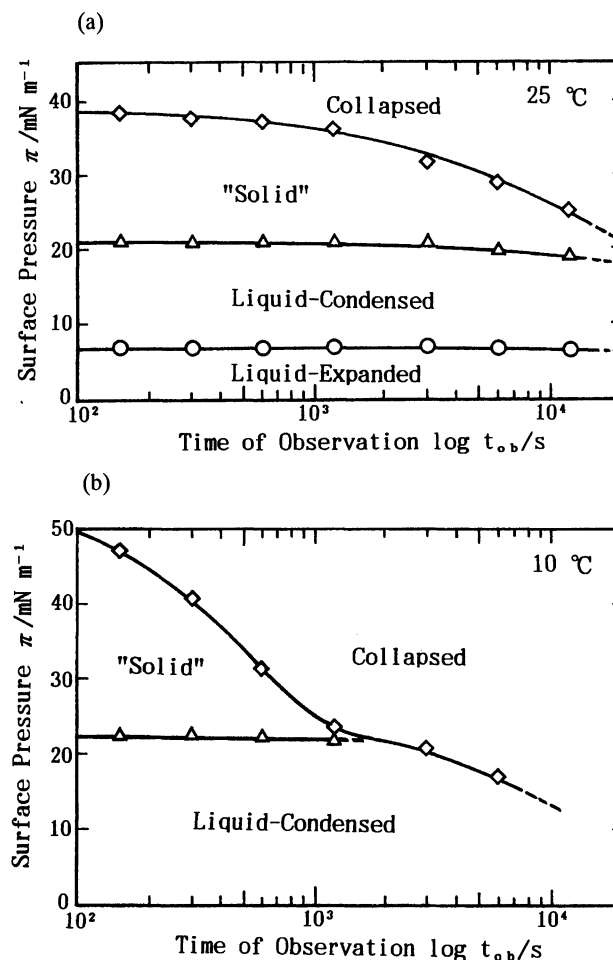 (a)
Surface Pressure π/mN m⁻¹
40
30
20
10
0
Collapsed
25 ℃
"Solid"
Liquid-Condensed
Liquid-Expanded
10² 10³ 10⁴
Time of Observation log tₒb/s
(b)
Surface Pressure π/mN m⁻¹
50
40
30
20
10
0
10 ℃
Collapsed
"Solid"
Liquid-Condensed
10² 10³ 10⁴
Time of Observation log tₒb/s